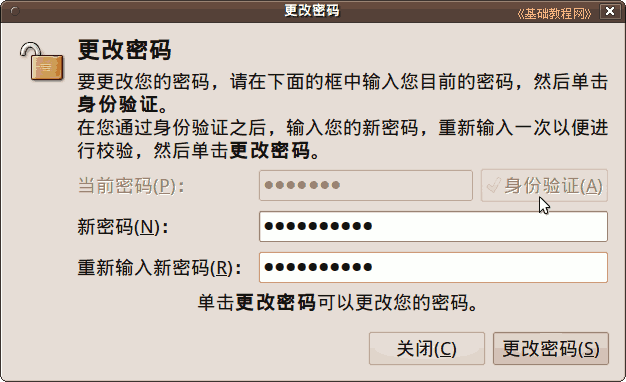 更改密码
《基础教程网》
更改密码
要更改您的密码，请在下面的框中输入您目前的密码，然后单击
身份验证。
在您通过身份验证之后，输入您的新密码，重新输入一次以便进
行校验，然后单击更改密码。
当前密码(P)：
●●●●●●●
身份验证(A)
新密码(N)：
●●●●●●●●●●
重新输入新密码(R)：
●●●●●●●●●●
单击更改密码可以更改您的密码。
关闭(C)
更改密码(S)